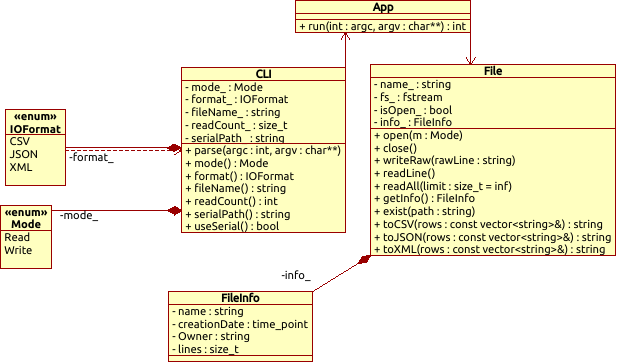 App
+ run(int : argc, argv : char**) : int
CLI
- mode_ : Mode
- format_ : IOFormat
- fileName_ : string
- readCount_ : size_t
- serialPath_ : string
+ parse(argc : int, argv : char**)
+ mode() : Mode
+ format() : IOFormat
+ fileName() : string
+ readCount() : int
+ serialPath() : string
+ useSerial() : bool
File
- name_ : string
- fs_ : fstream
- isOpen_ : bool
- info_ : FileInfo
+ open(m : Mode)
+ close()
+ writeRaw(rawLine : string)
+ readLine()
+ readAll(limit : size_t = inf)
+ getInfo() : FileInfo
+ exist(path : string)
+ toCSV(rows : const vector<string>&) : string
+ toJSON(rows : const vector<string>&) : string
+ toXML(rows : const vector<string>&) : string
«enum»
IOFormat
CSV
JSON
XML
-format_
«enum»
Mode
Read
Write
-mode_
-info_
FileInfo
- name : string
- creationDate : time_point
- Owner : string
- lines : size_t